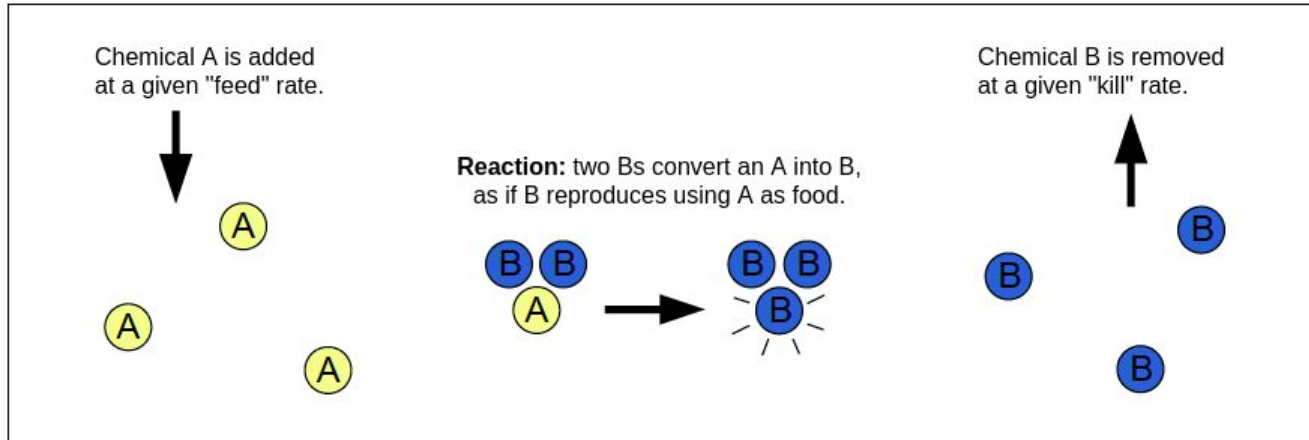 Chemical A is added
at a given "feed" rate.
Reaction: two Bs convert an A into B,
as if B reproduces using A as food.
Chemical B is removed
at a given "kill" rate.
A
A
A
B B
A
B B
B
B
B
B